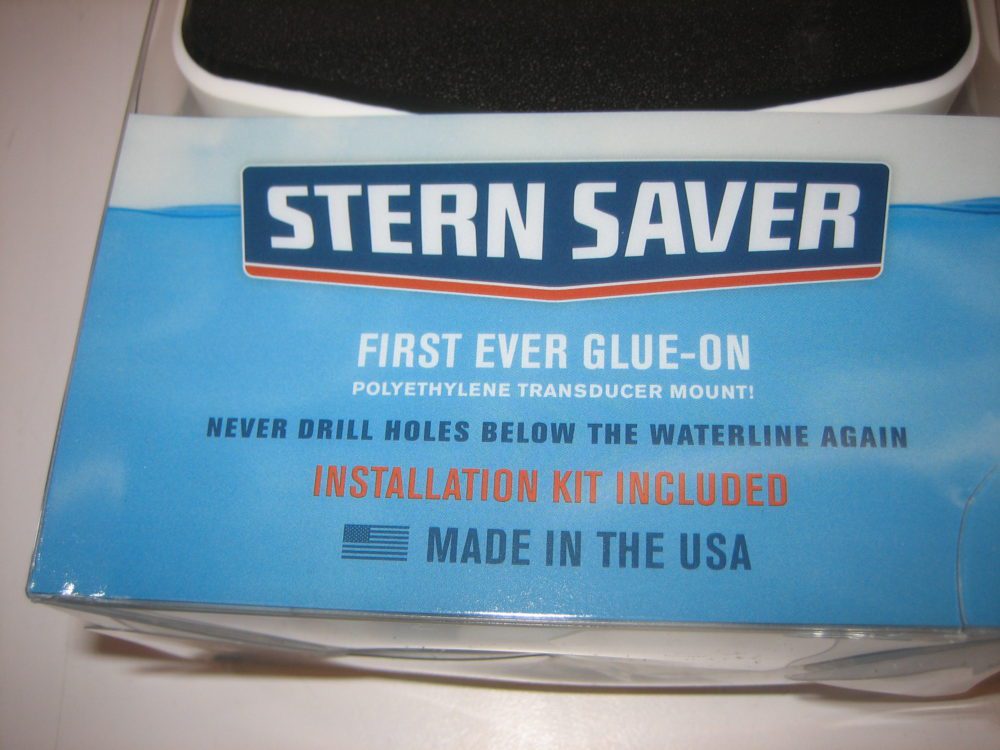 STERN SAVER
FIRST EVER GLUE-ON
POLYETHYLENE TRANSDUCER MOUNT!
NEVER DRILL HOLES BELOW THE WATERLINE AGAIN
INSTALLATION KIT INCLUDED
MADE IN THE USA